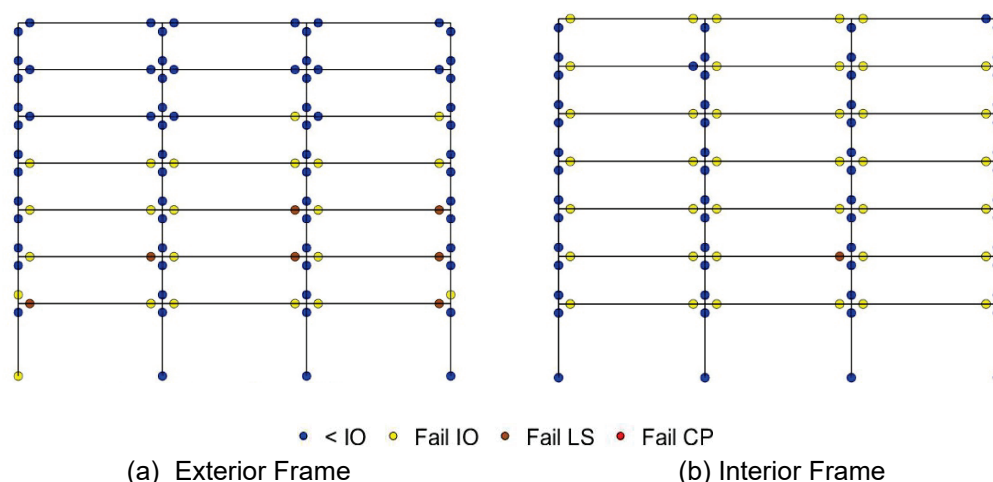 < IO Fail IO Fail LS Fail CP
(a) Exterior Frame (b) Interior Frame